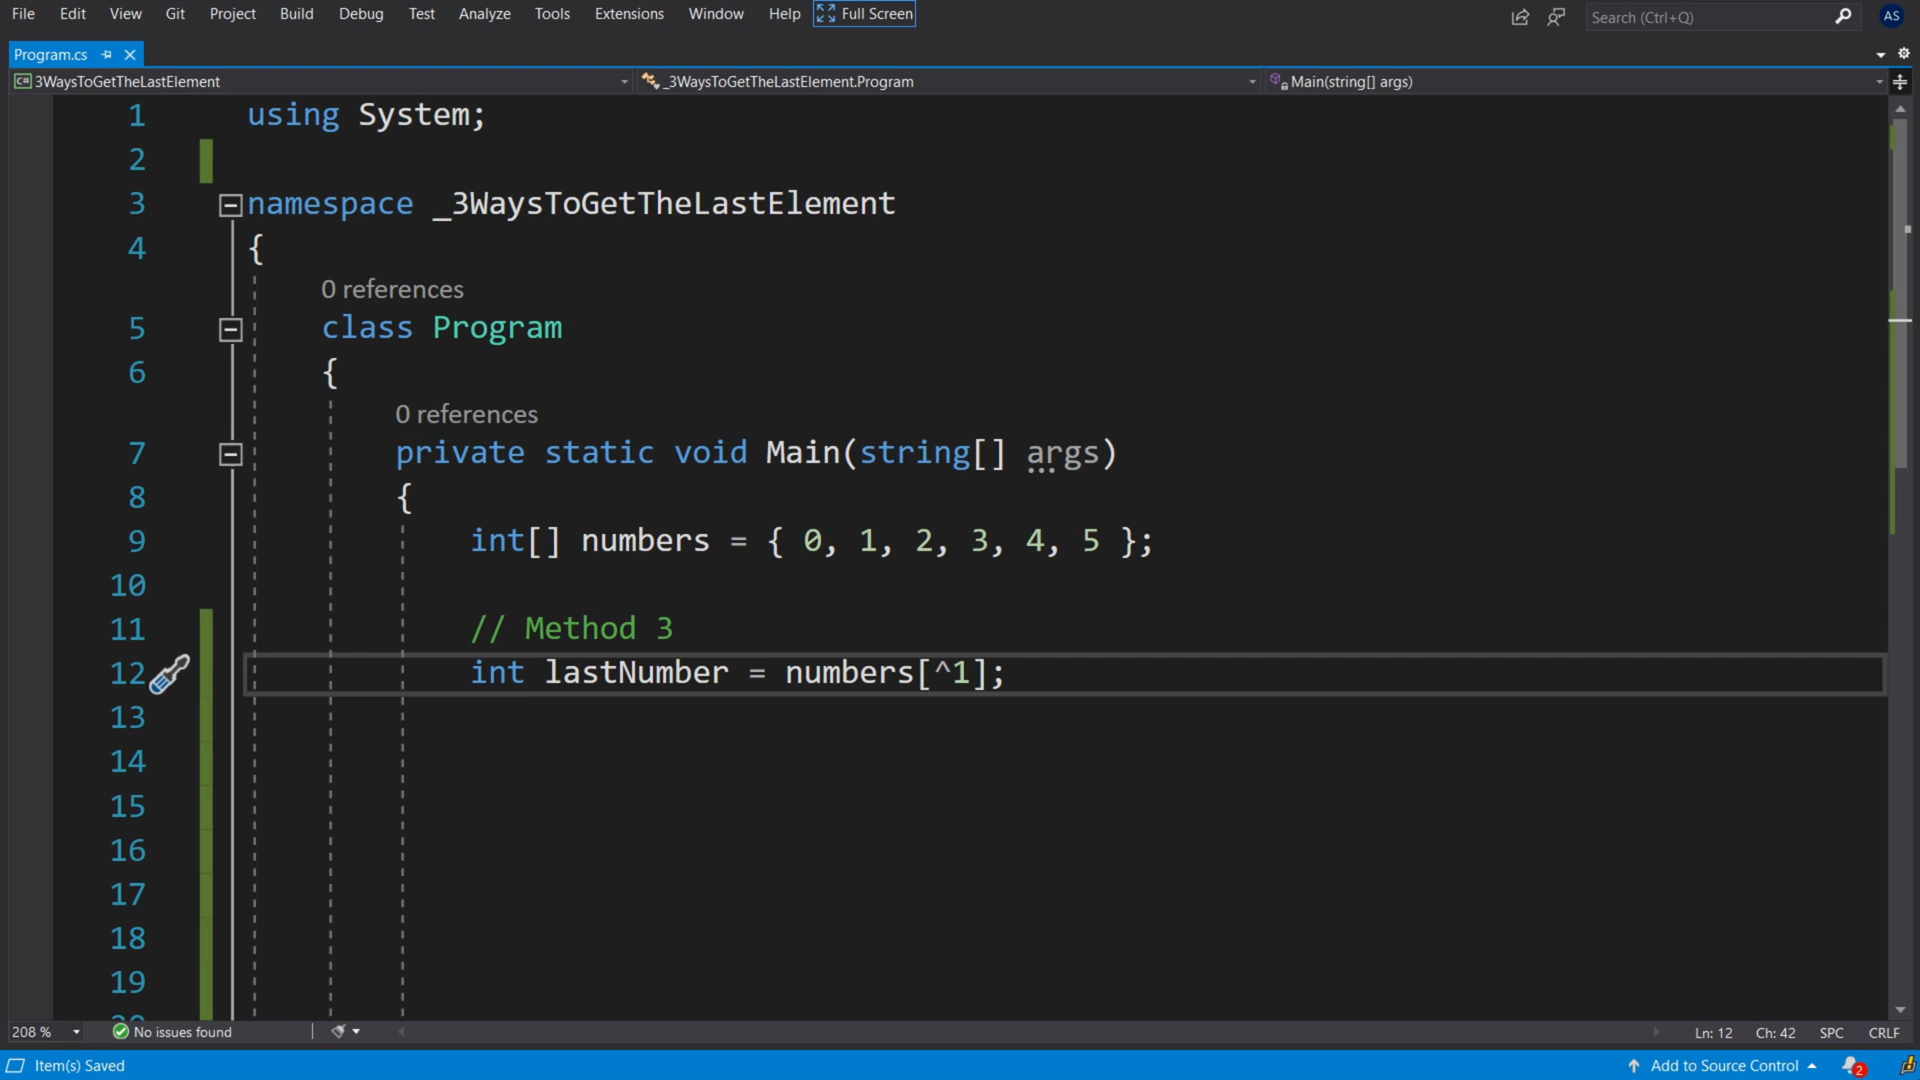 File Edit View Git Project Build Debug Test Analyze Tools Extensions Window Help Full Screen Search (Ctrl+Q) AS
Program.cs
C# 3WaysToGetTheLastElement _3WaysToGetTheLastElement.Program Main(string[] args)
1 using System;
2
3 namespace _3WaysToGetTheLastElement
4 {
0 references
5 class Program
6 {
0 references
7 private static void Main(string[] args)
8 {
9 int[] numbers = { 0, 1, 2, 3, 4, 5 };
10
11 // Method 3
12 int lastNumber = numbers[^1];
13
14
15
16
17
18
19
208 % No issues found Ln: 12 Ch: 42 SPC CRLF
Item(s) Saved Add to Source Control 2